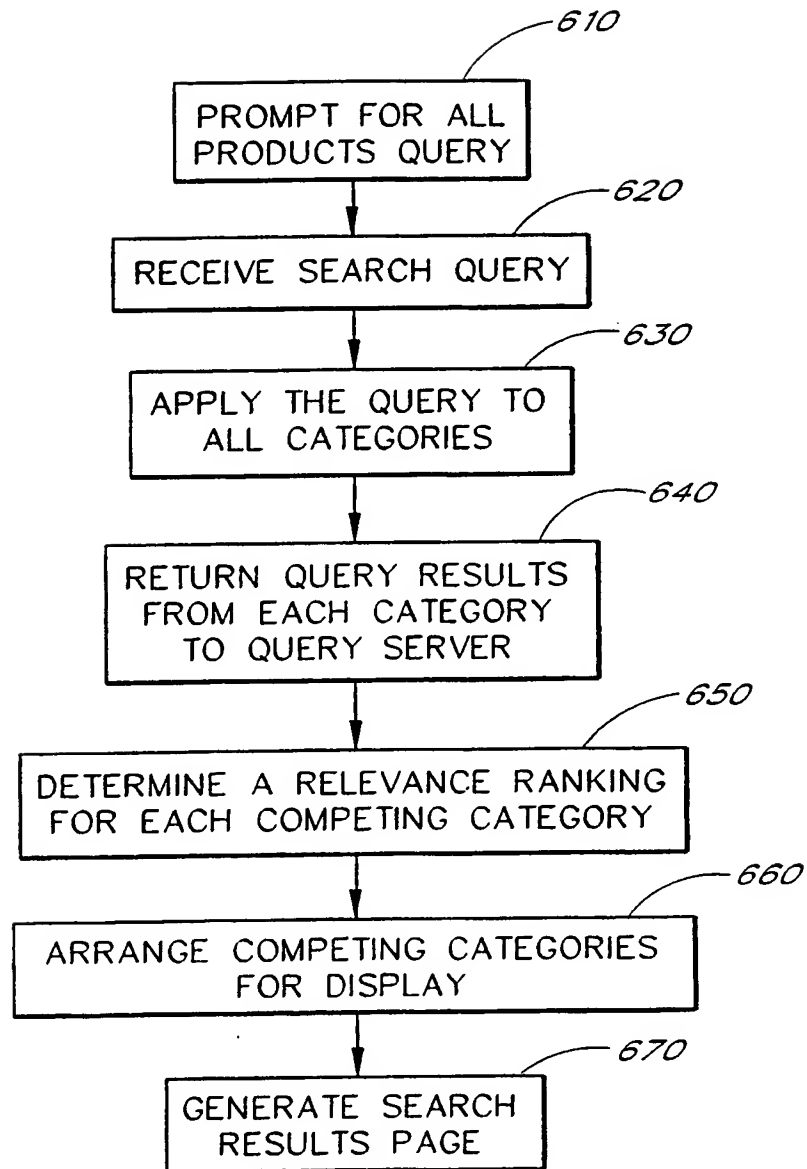 610
PROMPT FOR ALL
PRODUCTS QUERY
620
RECEIVE SEARCH QUERY
630
APPLY THE QUERY TO
ALL CATEGORIES
640
RETURN QUERY RESULTS
FROM EACH CATEGORY
TO QUERY SERVER
650
DETERMINE A RELEVANCE RANKING
FOR EACH COMPETING CATEGORY
660
ARRANGE COMPETING CATEGORIES
FOR DISPLAY
670
GENERATE SEARCH
RESULTS PAGE